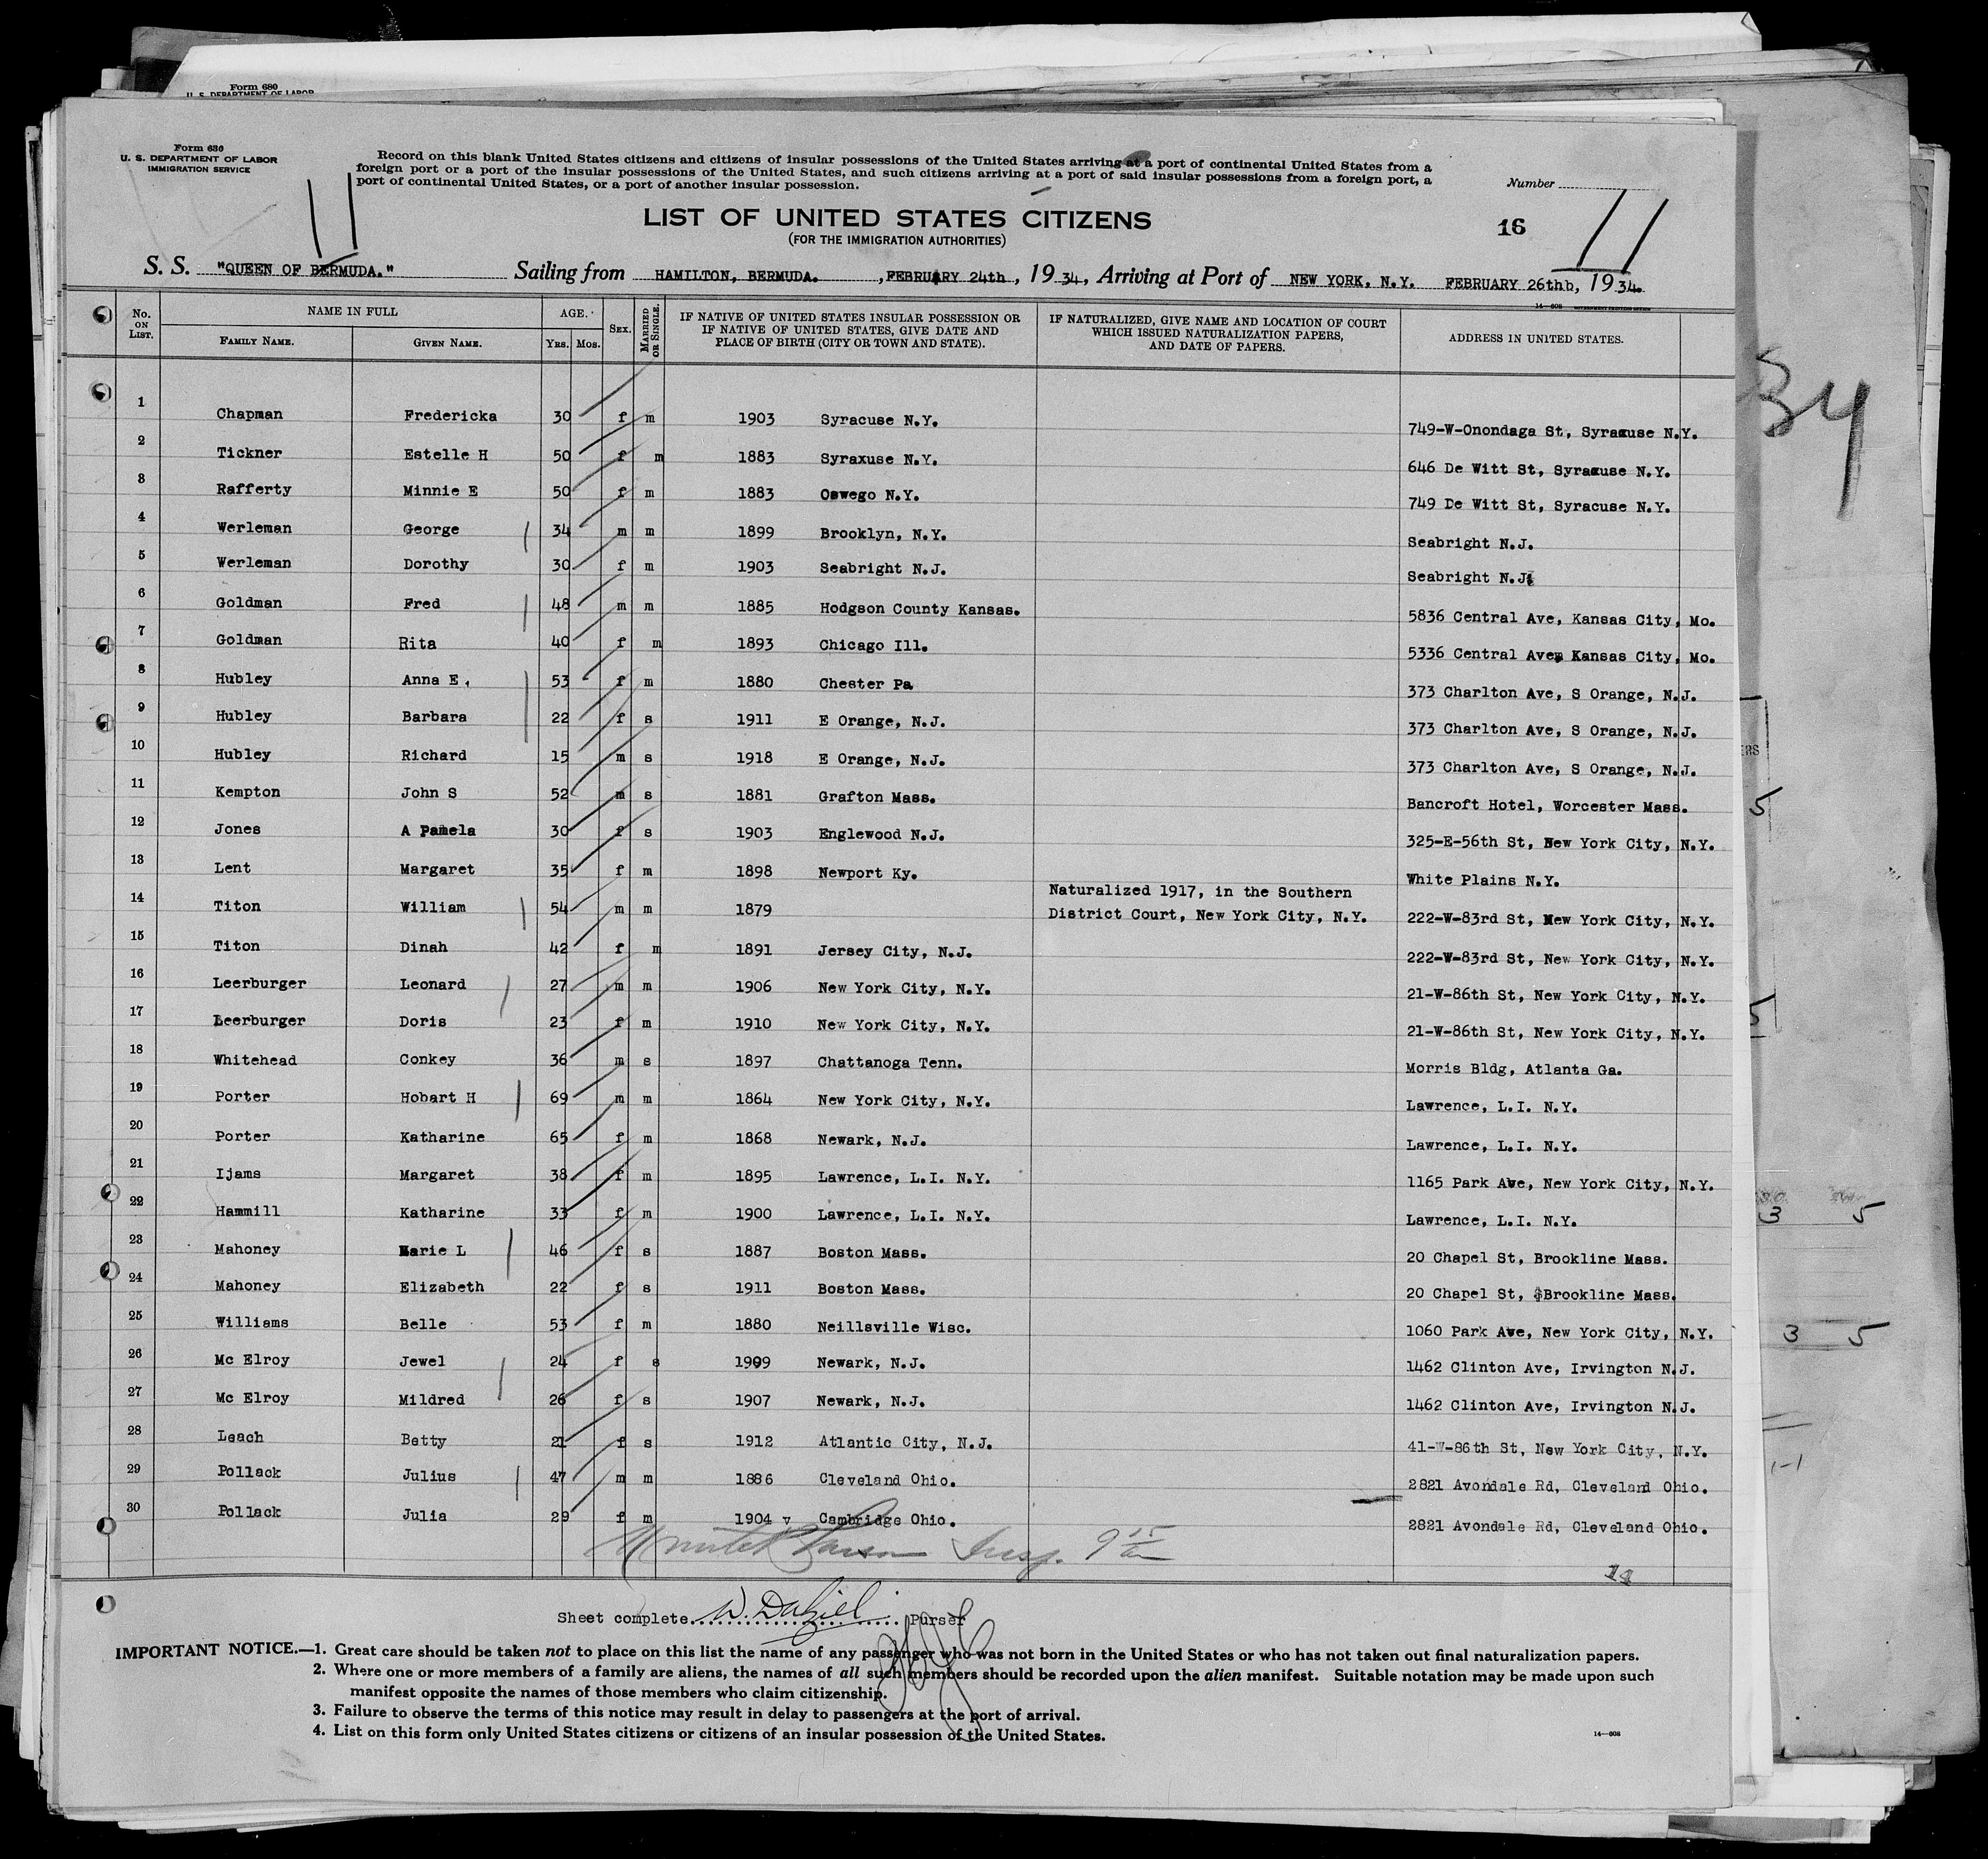 Form 680
U. S. DEPARTMENT OF LABOR
Form 680
U. S. DEPARTMENT OF LABOR
IMMIGRATION SERVICE
Record on this blank United States citizens and citizens of insular possessions of the United States arriving at a port of continental United States from a
foreign port or a port of the insular possessions of the United States, and such citizens arriving at a port of said insular possessions from a foreign port, a
port of continental United States, or a port of another insular possession.
Number
LIST OF UNITED STATES CITIZENS
(FOR THE IMMIGRATION AUTHORITIES)
16
11
S. S. "QUEEN OF BERMUDA." Sailing from HAMILTON, BERMUDA. , FEBRUARY 24th , 19 34, Arriving at Port of NEW YORK, N.Y. FEBRUARY 26thb, 19 34.
No. ON LIST. NAME IN FULL FAMILY NAME. GIVEN NAME. AGE. YRS. MOS. SEX. MARRIED OR SINGLE. IF NATIVE OF UNITED STATES INSULAR POSSESSION OR IF NATIVE OF UNITED STATES, GIVE DATE AND PLACE OF BIRTH (CITY OR TOWN AND STATE). IF NATURALIZED, GIVE NAME AND LOCATION OF COURT WHICH ISSUED NATURALIZATION PAPERS, AND DATE OF PAPERS. ADDRESS IN UNITED STATES.
1 Chapman Fredericka 30 f m 1903 Syracuse N.Y. 749-W-Onondaga St, Syracuse N.Y.
2 Tickner Estelle H 50 f m 1883 Syraxuse N.Y. 646 De Witt St, Syracuse N.Y.
3 Rafferty Minnie E 50 f m 1883 Oswego N.Y. 749 De Witt St, Syracuse N.Y.
4 Werleman George 34 m m 1899 Brooklyn, N.Y. Seabright N.J.
5 Werleman Dorothy 30 f m 1903 Seabright N.J. Seabright N.J.
6 Goldman Fred 48 m m 1885 Hodgson County Kansas. 5836 Central Ave, Kansas City, Mo.
7 Goldman Rita 40 f m 1893 Chicago Ill. 5336 Central Ave, Kansas City, Mo.
8 Hubley Anna E. 53 f m 1880 Chester Pa 373 Charlton Ave, S Orange, N.J.
9 Hubley Barbara 22 f s 1911 E Orange, N.J. 373 Charlton Ave, S Orange, N.J.
10 Hubley Richard 15 m s 1918 E Orange, N.J. 373 Charlton Ave, S Orange, N.J.
11 Kempton John S 52 m s 1881 Grafton Mass. Bancroft Hotel, Worcester Mass.
12 Jones A Pamela 30 f s 1903 Englewood N.J. 325-E-56th St, New York City, N.Y.
13 Lent Margaret 35 f m 1898 Newport Ky. White Plains N.Y.
14 Titon William 54 m m 1879 Naturalized 1917, in the Southern District Court, New York City, N.Y. 222-W-83rd St, New York City, N.Y.
15 Titon Dinah 42 f m 1891 Jersey City, N.J. 222-W-83rd St, New York City, N.Y.
16 Leerburger Leonard 27 m m 1906 New York City, N.Y. 21-W-86th St, New York City, N.Y.
17 Leerburger Doris 23 f m 1910 New York City, N.Y. 21-W-86th St, New York City, N.Y.
18 Whitehead Conkey 36 m s 1897 Chattanoga Tenn. Morris Bldg, Atlanta Ga.
19 Porter Hobart H 69 m m 1864 New York City, N.Y. Lawrence, L.I. N.Y.
20 Porter Katharine 65 f m 1868 Newark, N.J. Lawrence, L.I. N.Y.
21 Ijams Margaret 38 f m 1895 Lawrence, L.I. N.Y. 1165 Park Ave, New York City, N.Y.
22 Hammill Katharine 33 f m 1900 Lawrence, L.I. N.Y. Lawrence, L.I. N.Y.
23 Mahoney Marie L 46 f s 1887 Boston Mass. 20 Chapel St, Brookline Mass.
24 Mahoney Elizabeth 22 f s 1911 Boston Mass. 20 Chapel St, Brookline Mass.
25 Williams Belle 53 f m 1880 Neillsville Wisc. 1060 Park Ave, New York City, N.Y.
26 Mc Elroy Jewel 24 f s 1909 Newark, N.J. 1462 Clinton Ave, Irvington N.J.
27 Mc Elroy Mildred 26 f s 1907 Newark, N.J. 1462 Clinton Ave, Irvington N.J.
28 Leach Betty 21 f s 1912 Atlantic City, N.J. 41-W-86th St, New York City, N.Y.
29 Pollack Julius 47 m m 1886 Cleveland Ohio. 2821 Avondale Rd, Cleveland Ohio.
30 Pollack Julia 29 f m 1904 Cambridge Ohio. 2821 Avondale Rd, Cleveland Ohio.
Insp. 9 15 am
Sheet complete W. Dalziel Purser
IMPORTANT NOTICE.—1. Great care should be taken not to place on this list the name of any passenger who was not born in the United States or who has not taken out final naturalization papers.
2. Where one or more members of a family are aliens, the names of all such members should be recorded upon the alien manifest. Suitable notation may be made upon such
manifest opposite the names of those members who claim citizenship.
3. Failure to observe the terms of this notice may result in delay to passengers at the port of arrival.
4. List on this form only United States citizens or citizens of an insular possession of the United States.
14—608
34
5
5
3 5
3 5